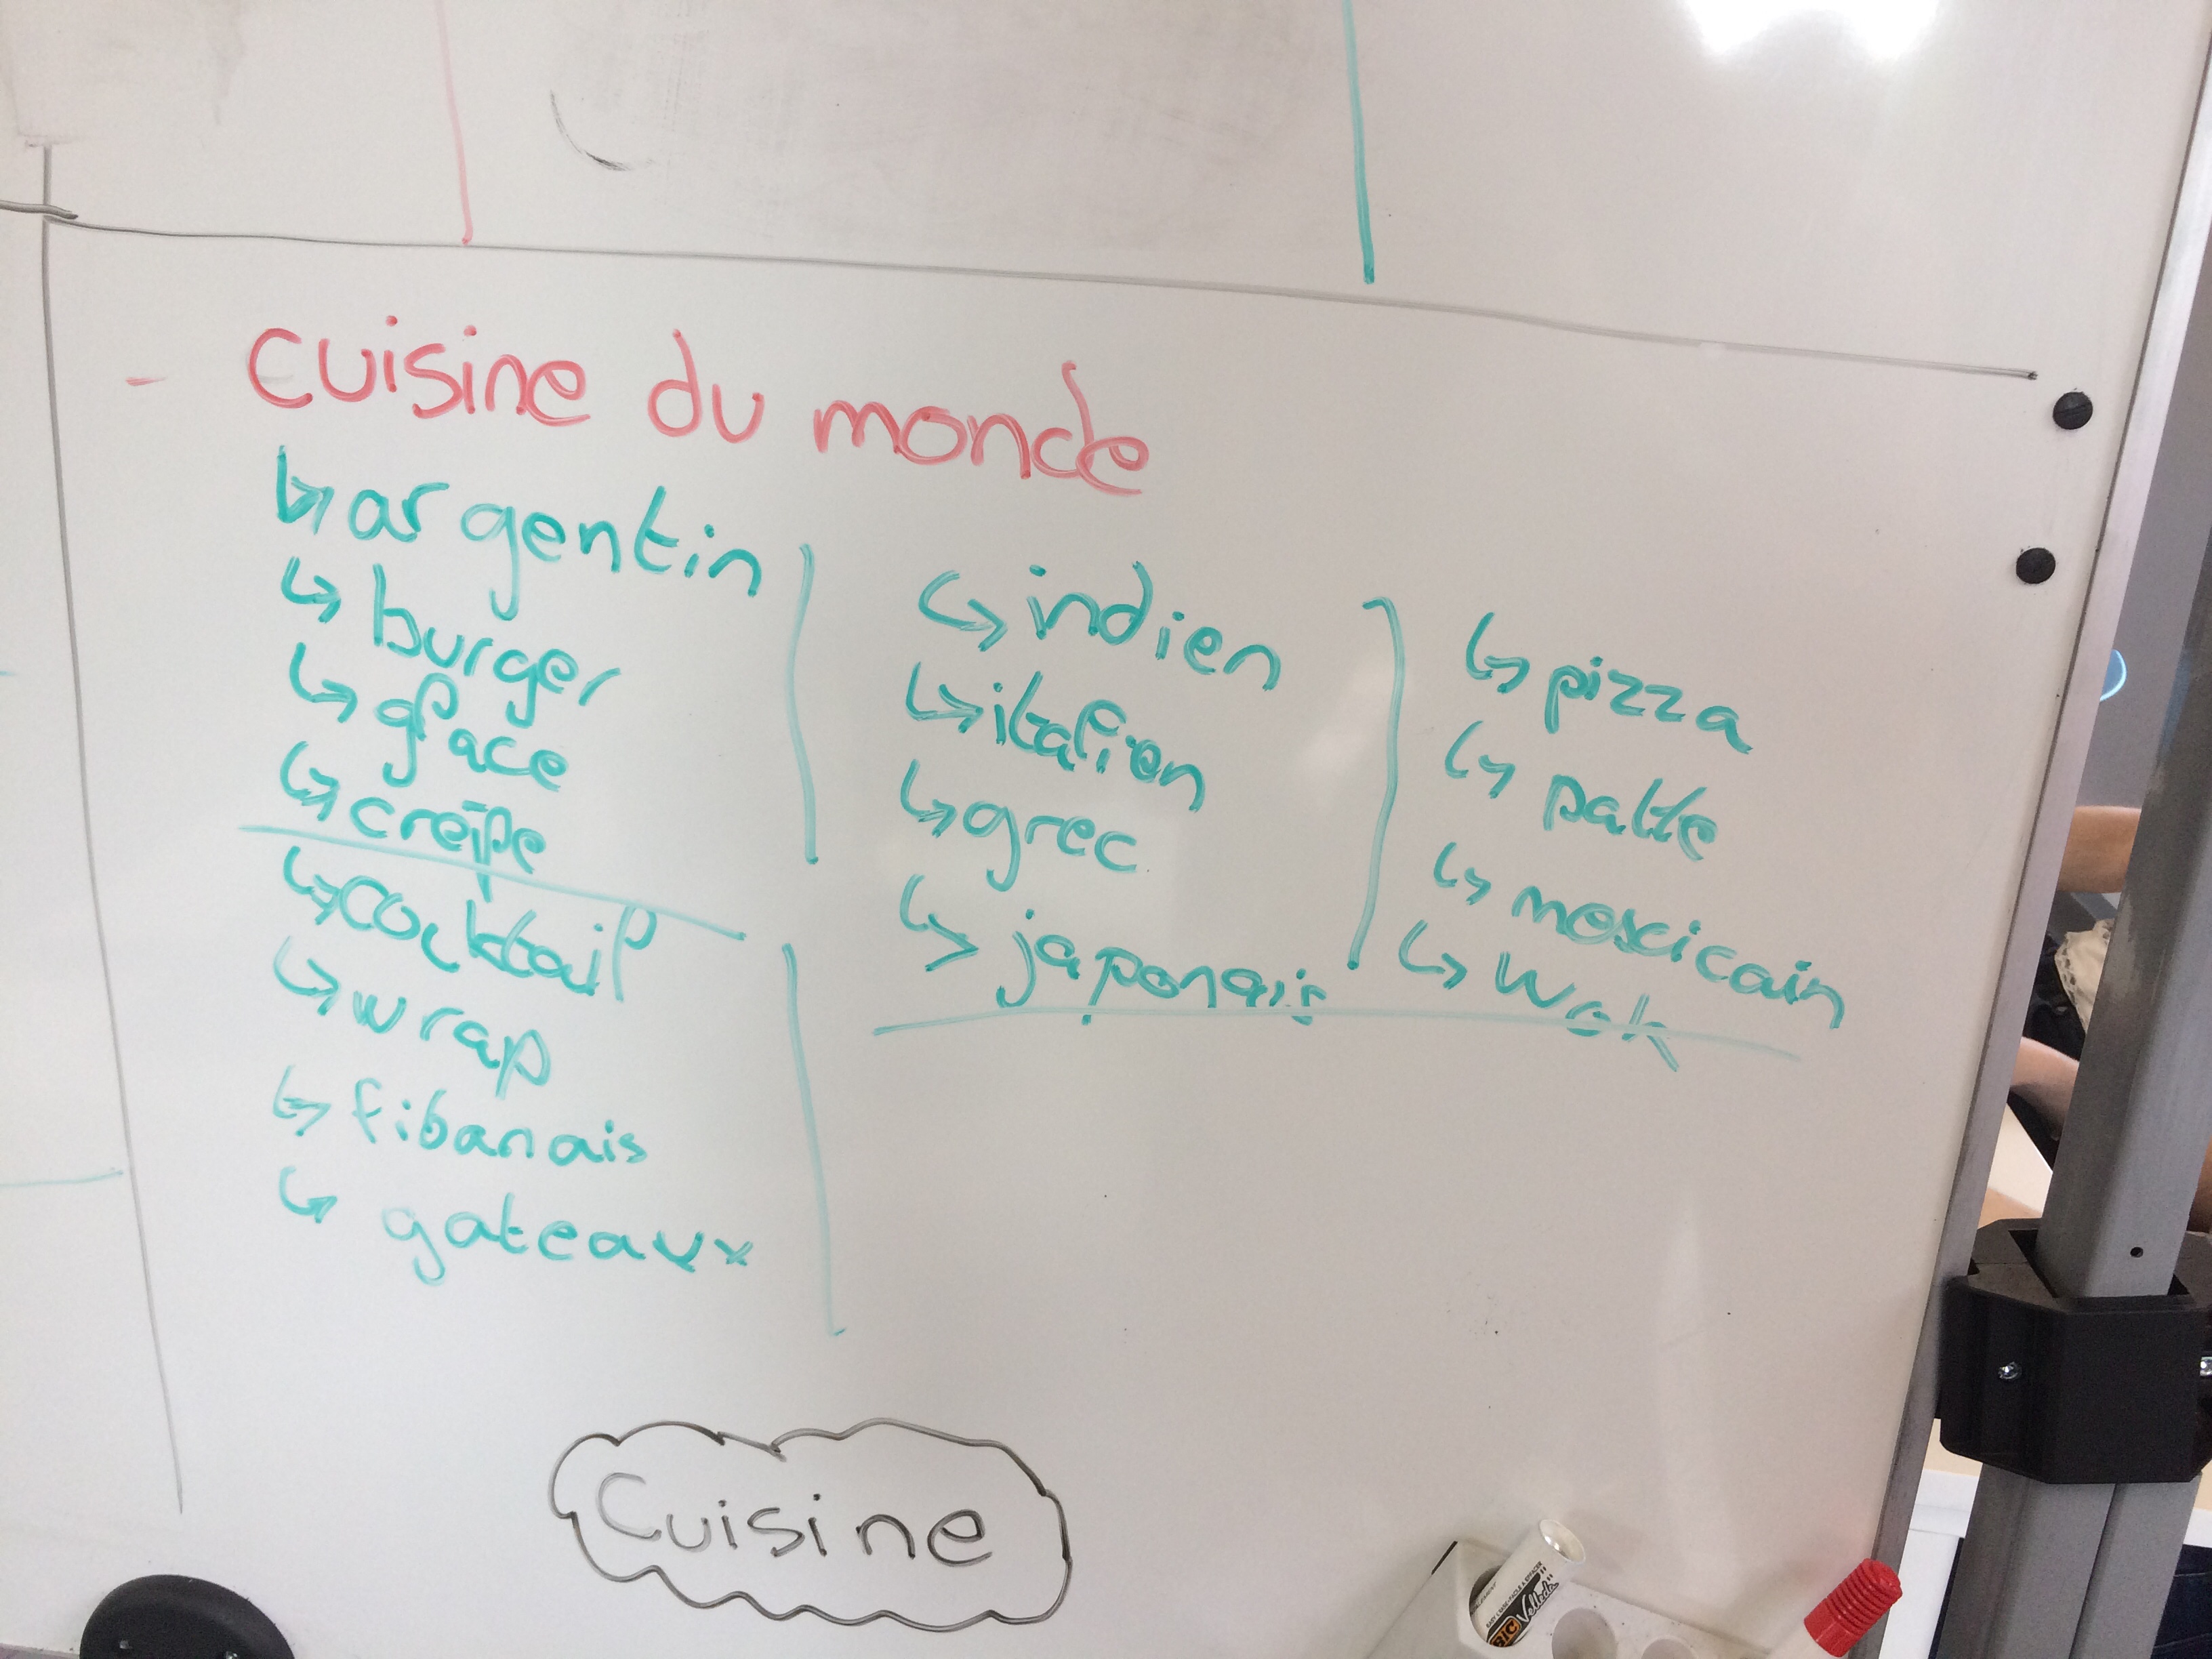 - cuisine du monde
↳ argentin
↳ burger
↳ glace
↳ crêpe
↳ cocktail
↳ wrap
↳ libanais
↳ gateaux
↳ indien
↳ italien
↳ grec
↳ japonais
↳ pizza
↳ patte
↳ mexicain
↳ wok
Cuisine
BIC Velleda